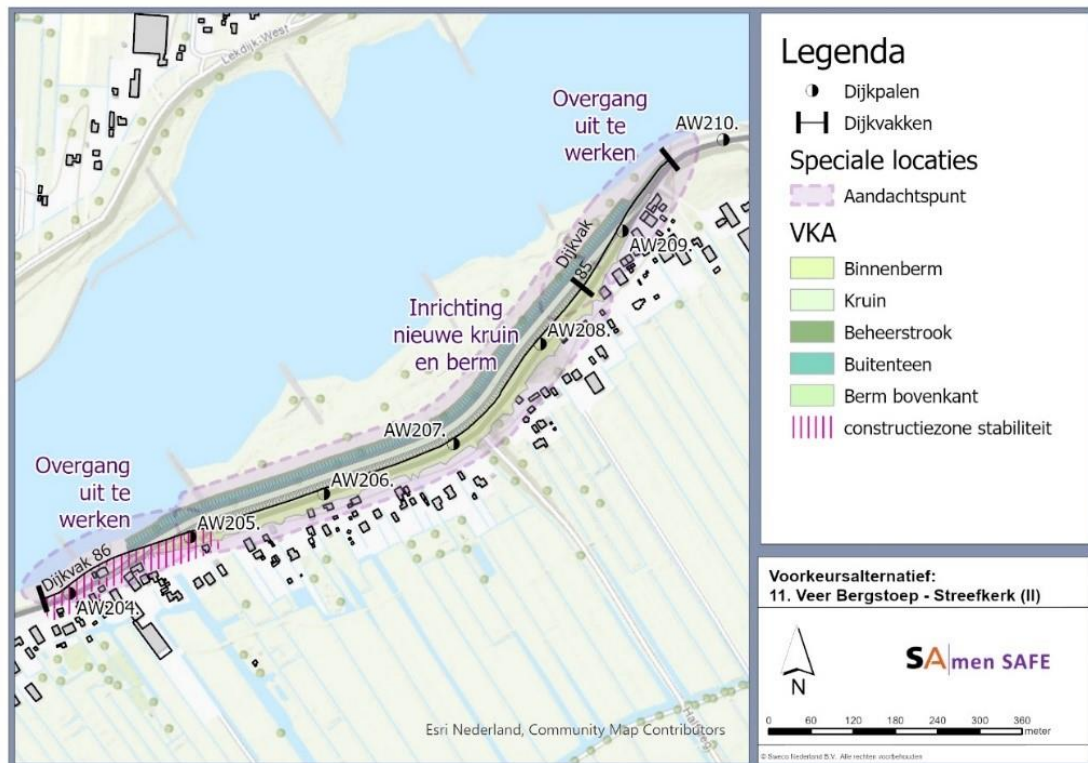 Lekdijk-West
Overgang
uit te
werken
AW210.
Dijkvak
85
AW209.
Inrichting
nieuwe kruin
en berm
AW208.
AW207.
AW206.
Overgang
uit te
werken
AW205.
Dijkvak 86
AW204.
Halfweg
Esri Nederland, Community Map Contributors
Legenda
Dijkpalen
Dijkvakken
Speciale locaties
Aandachtspunt
VKA
Binnenberm
Kruin
Beheerstrook
Buitenteen
Berm bovenkant
constructiezone stabiliteit
Voorkeursalternatief:
11. Veer Bergstoep - Streefkerk (II)
N
SAmen SAFE
0 60 120 180 240 300 360
meter
© Sweco Nederland B.V. Alle rechten voorbehouden